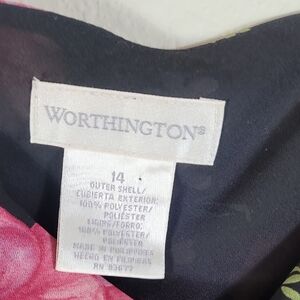 WORTHINGTON®
14
OUTER SHELL/
CUBIERTA EXTERIOR:
100% POLYESTER/
POLIÉSTER
LINING/FORRO:
100% POLYESTER/
POLIÉSTER
MADE IN PHILIPPINES
HECHO EN FILIPINAS
RN 93677